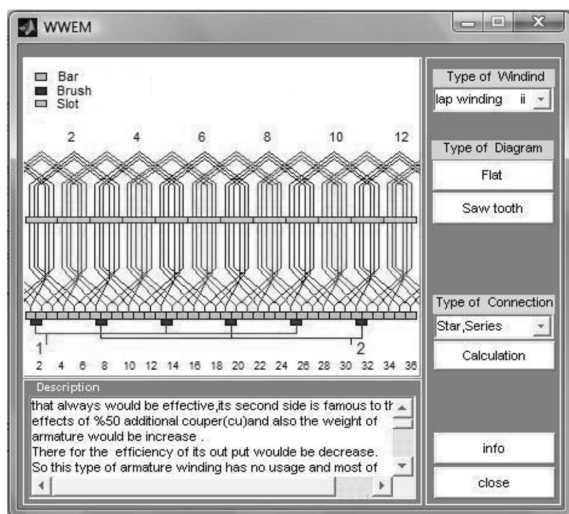 WWEM
Bar
Brush
Slot
2 4 6 8 10 12
1 2
2 4 6 8 10 12 14 16 18 20 22 24 26 28 30 32 34 36
Description
that always would be effective,its second side is famous to th
effects of %50 additional couper(cu)and also the weight of
armature would be increase .
There for the efficiency of its out put woulde be decrease.
So this type of armature winding has no usage and most of
Type of Windind
lap winding ii
Type of Diagram
Flat
Saw tooth
Type of Connection
Star,Series
Calculation
info
close